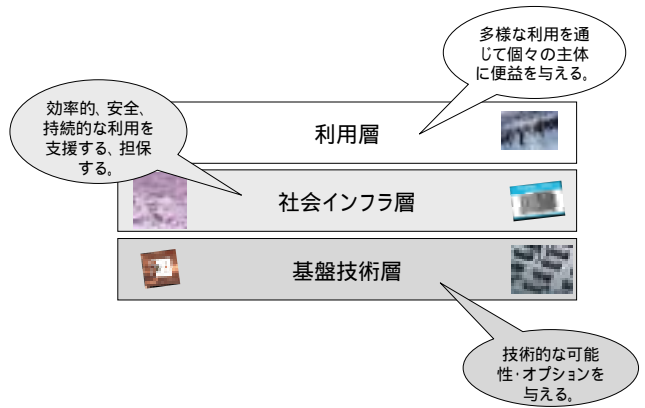 多様な利用を通
じて個々の主体
に便益を与える。
効率的、安全、
持続的な利用を
支援する、担保
する。
利用層
社会インフラ層
基盤技術層
技術的な可能
性・オプションを
与える。